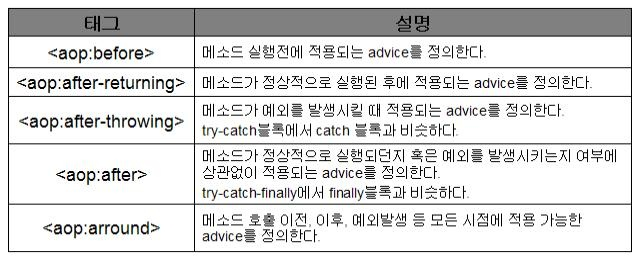 태그 설명
<aop:before> 메소드 실행전에 적용되는 advice를 정의한다.
<aop:after-returning> 메소드가 정상적으로 실행된 후에 적용되는 advice를 정의한다.
<aop:after-throwing> 메소드가 예외를 발생시킬 때 적용되는 advice를 정의한다.
try-catch블록에서 catch 블록과 비슷하다.
<aop:after> 메소드가 정상적으로 실행되던지 혹은 예외를 발생시키는지 여부에
상관없이 적용되는 advice를 정의한다.
try-catch-finally에서 finally블록과 비슷하다.
<aop:arround> 메소드 호출 이전, 이후, 예외발생 등 모든 시점에 적용 가능한
advice를 정의한다.